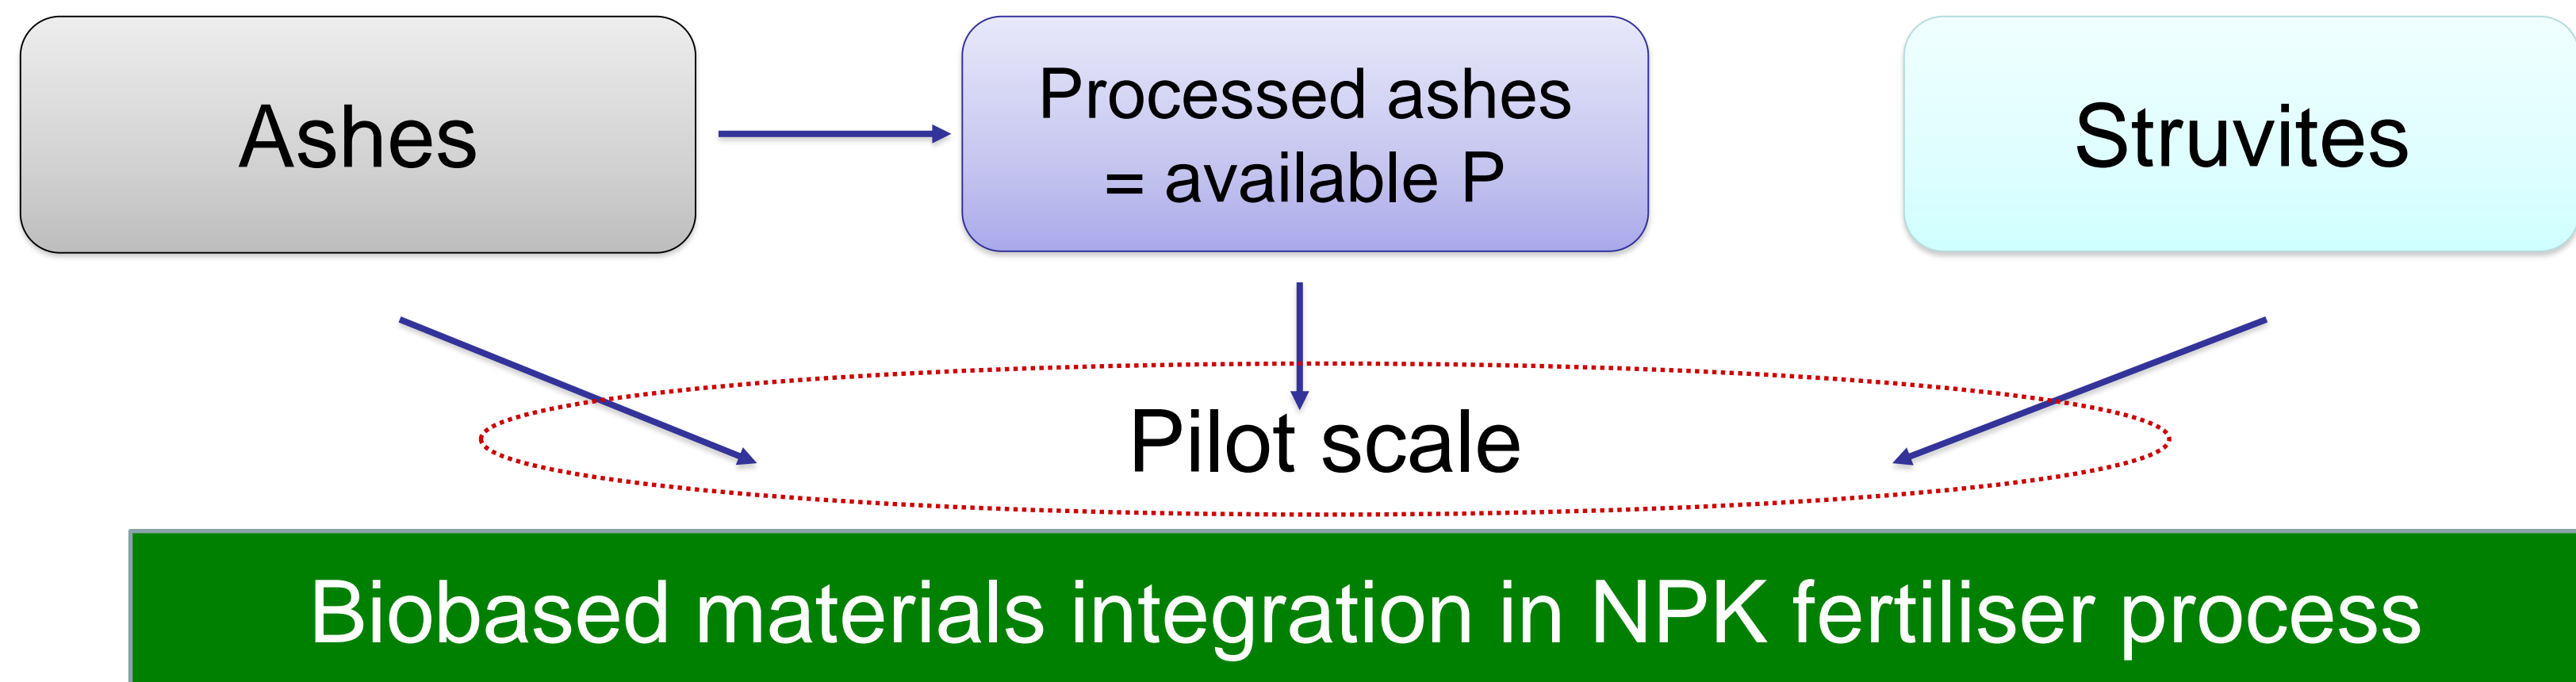 Ashes
Processed ashes
= available P
Struvites
Pilot scale
Biobased materials integration in NPK fertiliser process